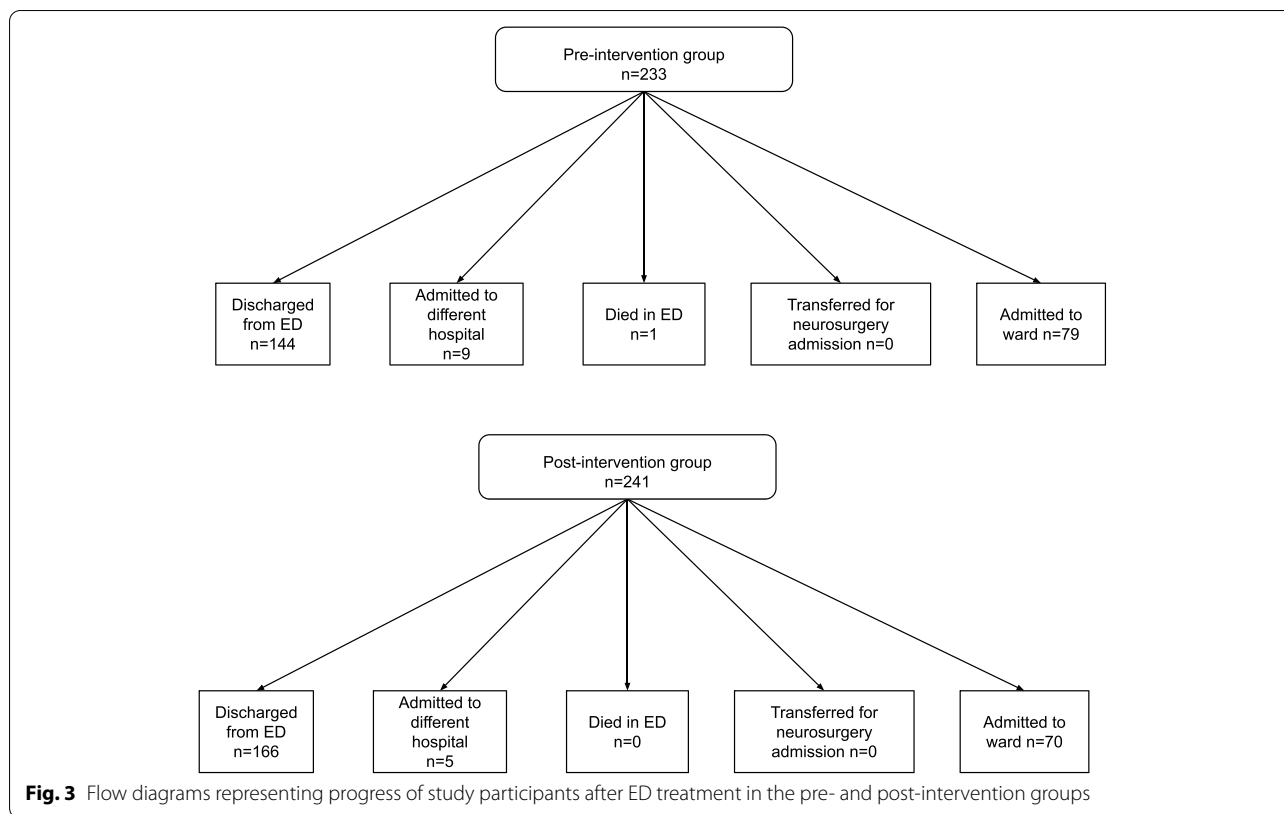 Pre-intervention group
n=233
Discharged
from ED
n=144
Admitted to
different
hospital
n=9
Died in ED
n=1
Transferred for
neurosurgery
admission n=0
Admitted to
ward n=79
Post-intervention group
n=241
Discharged
from ED
n=166
Admitted to
different
hospital
n=5
Died in ED
n=0
Transferred for
neurosurgery
admission n=0
Admitted to
ward n=70
Fig. 3 Flow diagrams representing progress of study participants after ED treatment in the pre- and post-intervention groups